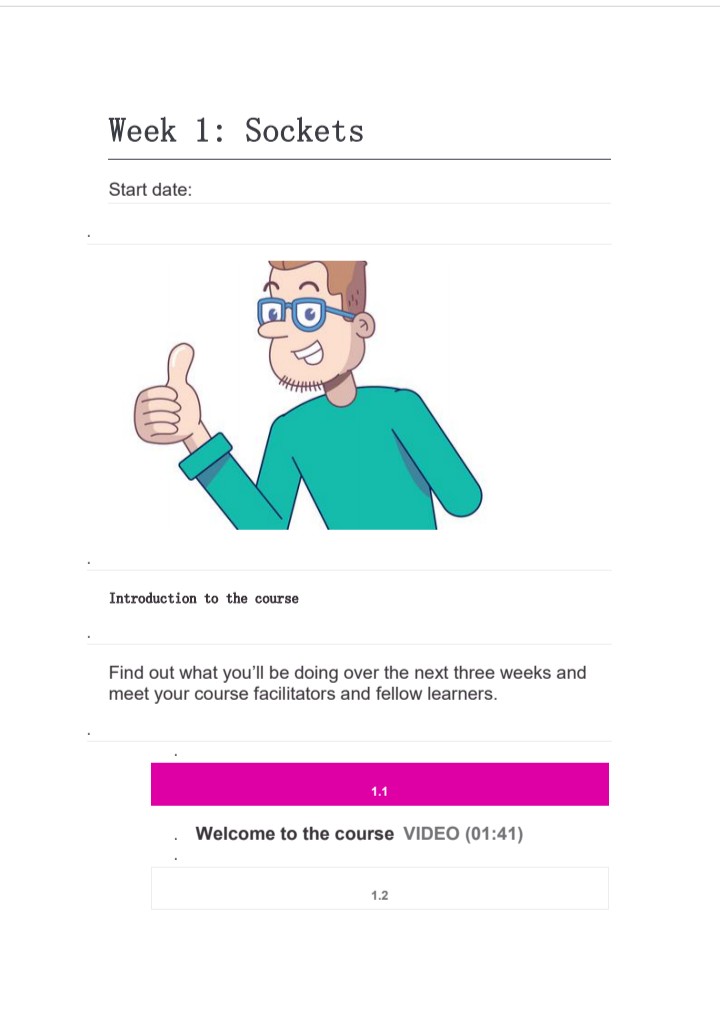 Week 1: Sockets
Start date:
Introduction to the course
Find out what you’ll be doing over the next three weeks and
meet your course facilitators and fellow learners.
1.1
Welcome to the course VIDEO (01:41)
1.2